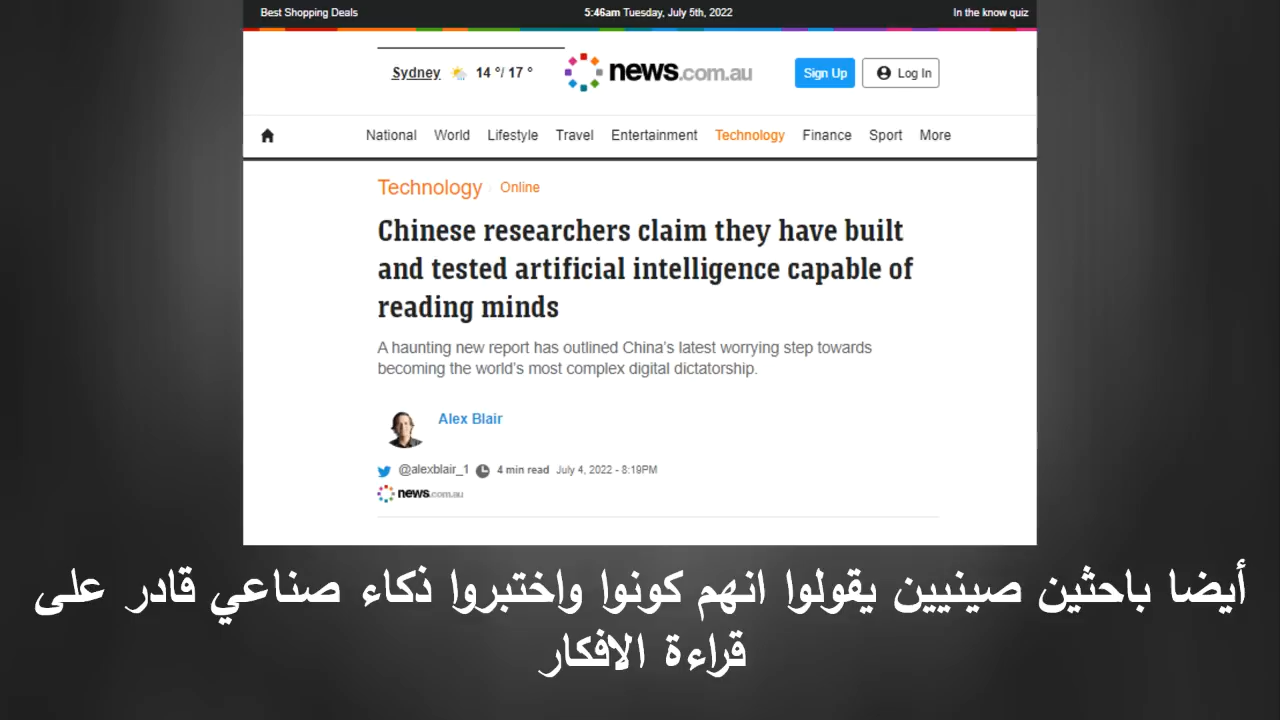 Best Shopping Deals
5:46am Tuesday, July 5th, 2022
In the know quiz
Sydney 14 °/ 17 °
news.com.au
Sign Up
Log In
National World Lifestyle Travel Entertainment Technology Finance Sport More
Technology Online
Chinese researchers claim they have built
and tested artificial intelligence capable of
reading minds
A haunting new report has outlined China's latest worrying step towards
becoming the world's most complex digital dictatorship.
Alex Blair
@alexblair_1 4 min read July 4, 2022 - 8:19PM
news.com.au
أيضا باحثين صينيين يقولوا انهم كونوا واختبروا ذكاء صناعي قادر على
قراءة الافكار